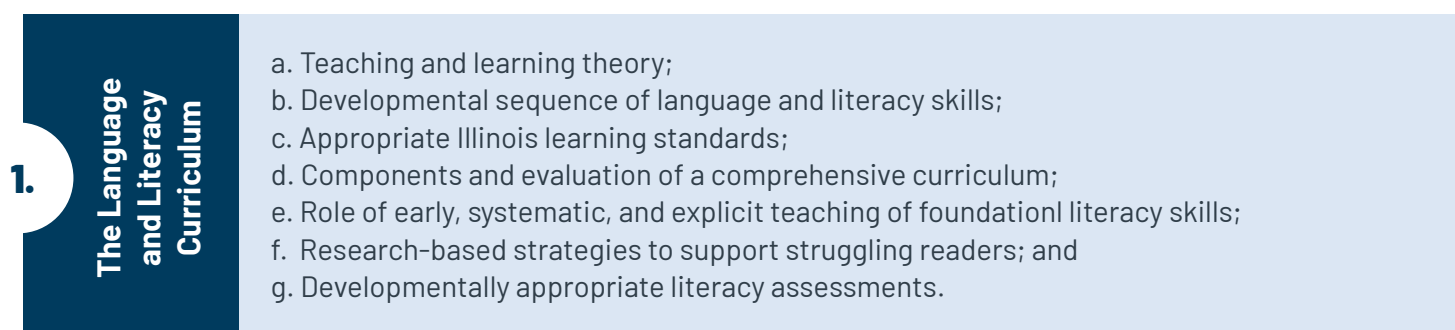 1.
The Language
and Literacy
Curriculum
a. Teaching and learning theory;
b. Developmental sequence of language and literacy skills;
c. Appropriate Illinois learning standards;
d. Components and evaluation of a comprehensive curriculum;
e. Role of early, systematic, and explicit teaching of foundationl literacy skills;
f. Research-based strategies to support struggling readers; and
g. Developmentally appropriate literacy assessments.